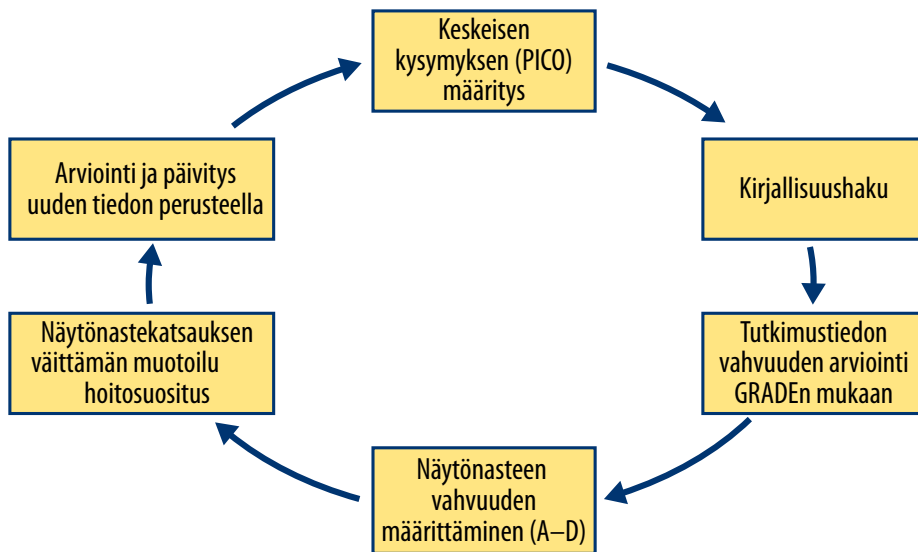 Keskeisen
kysymyksen (PICO)
määritys
Kirjallisuushaku
Tutkimustiedon
vahvuuden arviointi
GRADEn mukaan
Näytönasteen
vahvuuden
määrittäminen (A–D)
Näytönastekatsauksen
väittämän muotoilu
hoitosuositus
Arviointi ja päivitys
uuden tiedon perusteella